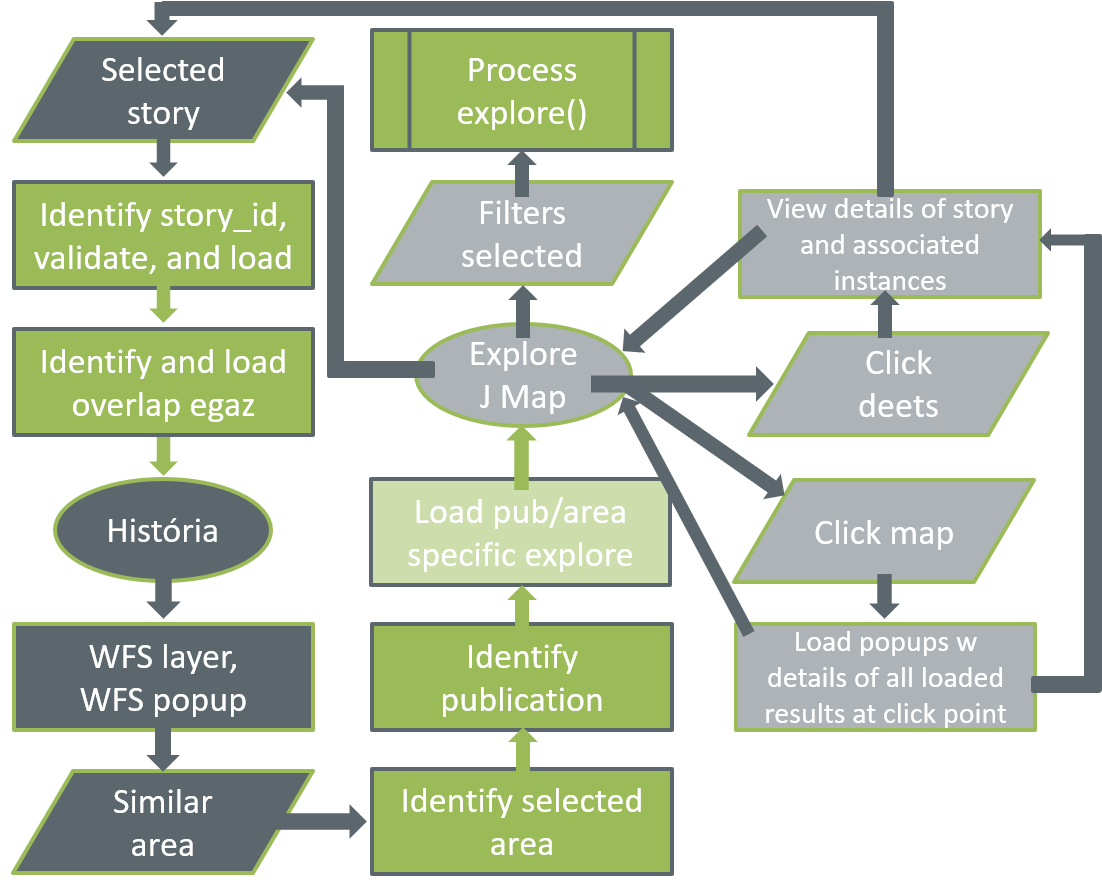 Selected
story
Identify story_id,
validate, and load
Identify and load
overlap egaz
História
WFS layer,
WFS popup
Similar
area
Process
explore()
Filters
selected
Explore
J Map
Load pub/area
specific explore
Identify
publication
Identify selected
area
View details of story
and associated
instances
Click
deets
Click map
Load popups w
details of all loaded
results at click point